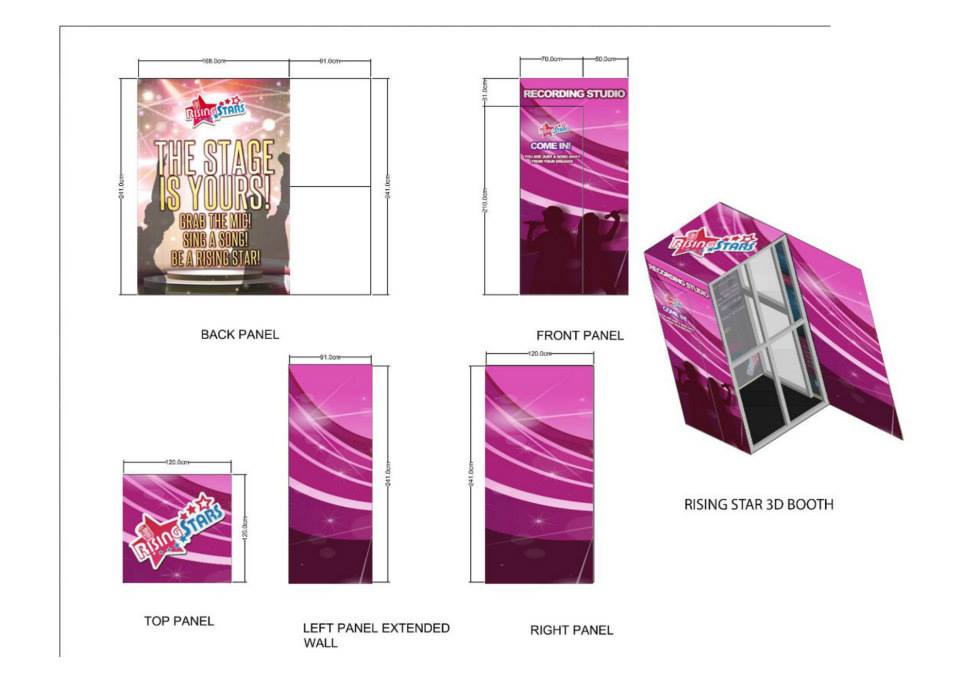 168.0cm
91.0cm
70.0cm
50.0cm
241.0cm
RISING STARS
THE STAGE
IS YOURS!
GRAB THE MIC!
SING A SONG!
BE A RISING STAR!
241.0cm
31.0cm
210.0cm
RECORDING STUDIO
RISING STARS
COME IN!
YOU ARE JUST A SONG AWAY
FROM YOUR DREAMS!
BACK PANEL
FRONT PANEL
RISING STARS
RECORDING STUDIO
COME IN!
91.0cm
120.0cm
241.0cm
241.0cm
120.0cm
120.0cm
RISING STARS
RISING STAR 3D BOOTH
TOP PANEL
LEFT PANEL EXTENDED
WALL
RIGHT PANEL